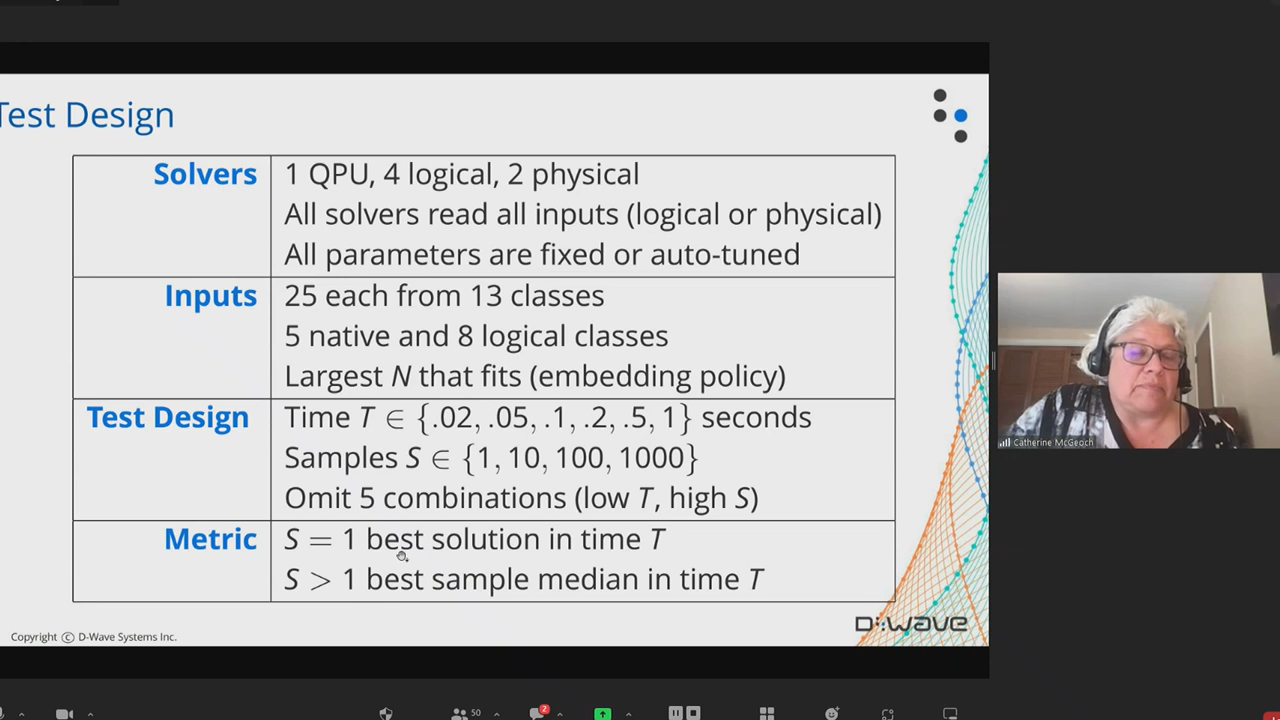 Test Design
Solvers
1 QPU, 4 logical, 2 physical
All solvers read all inputs (logical or physical)
All parameters are fixed or auto-tuned
Inputs
25 each from 13 classes
5 native and 8 logical classes
Largest N that fits (embedding policy)
Test Design
Time T ∈ {.02, .05, .1, .2, .5, 1} seconds
Samples S ∈ {1, 10, 100, 1000}
Omit 5 combinations (low T, high S)
Metric
S = 1 best solution in time T
S > 1 best sample median in time T
Copyright © D-Wave Systems Inc.
D:wave
Catherine McGeoch
50
2